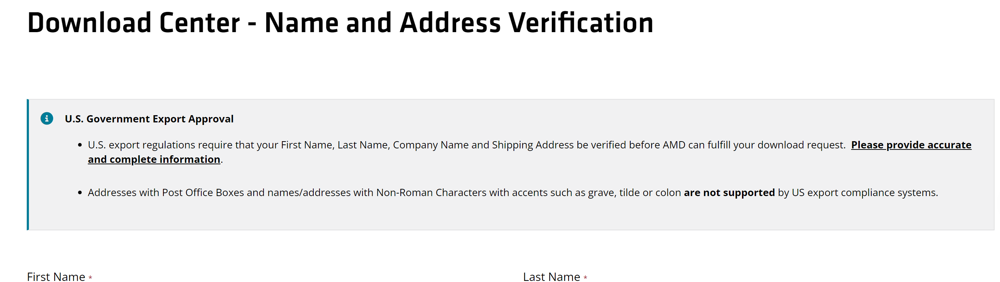 Download Center - Name and Address Verification
U.S. Government Export Approval
• U.S. export regulations require that your First Name, Last Name, Company Name and Shipping Address be verified before AMD can fulfill your download request. Please provide accurate
and complete information.
• Addresses with Post Office Boxes and names/addresses with Non-Roman Characters with accents such as grave, tilde or colon are not supported by US export compliance systems.
First Name * Last Name *